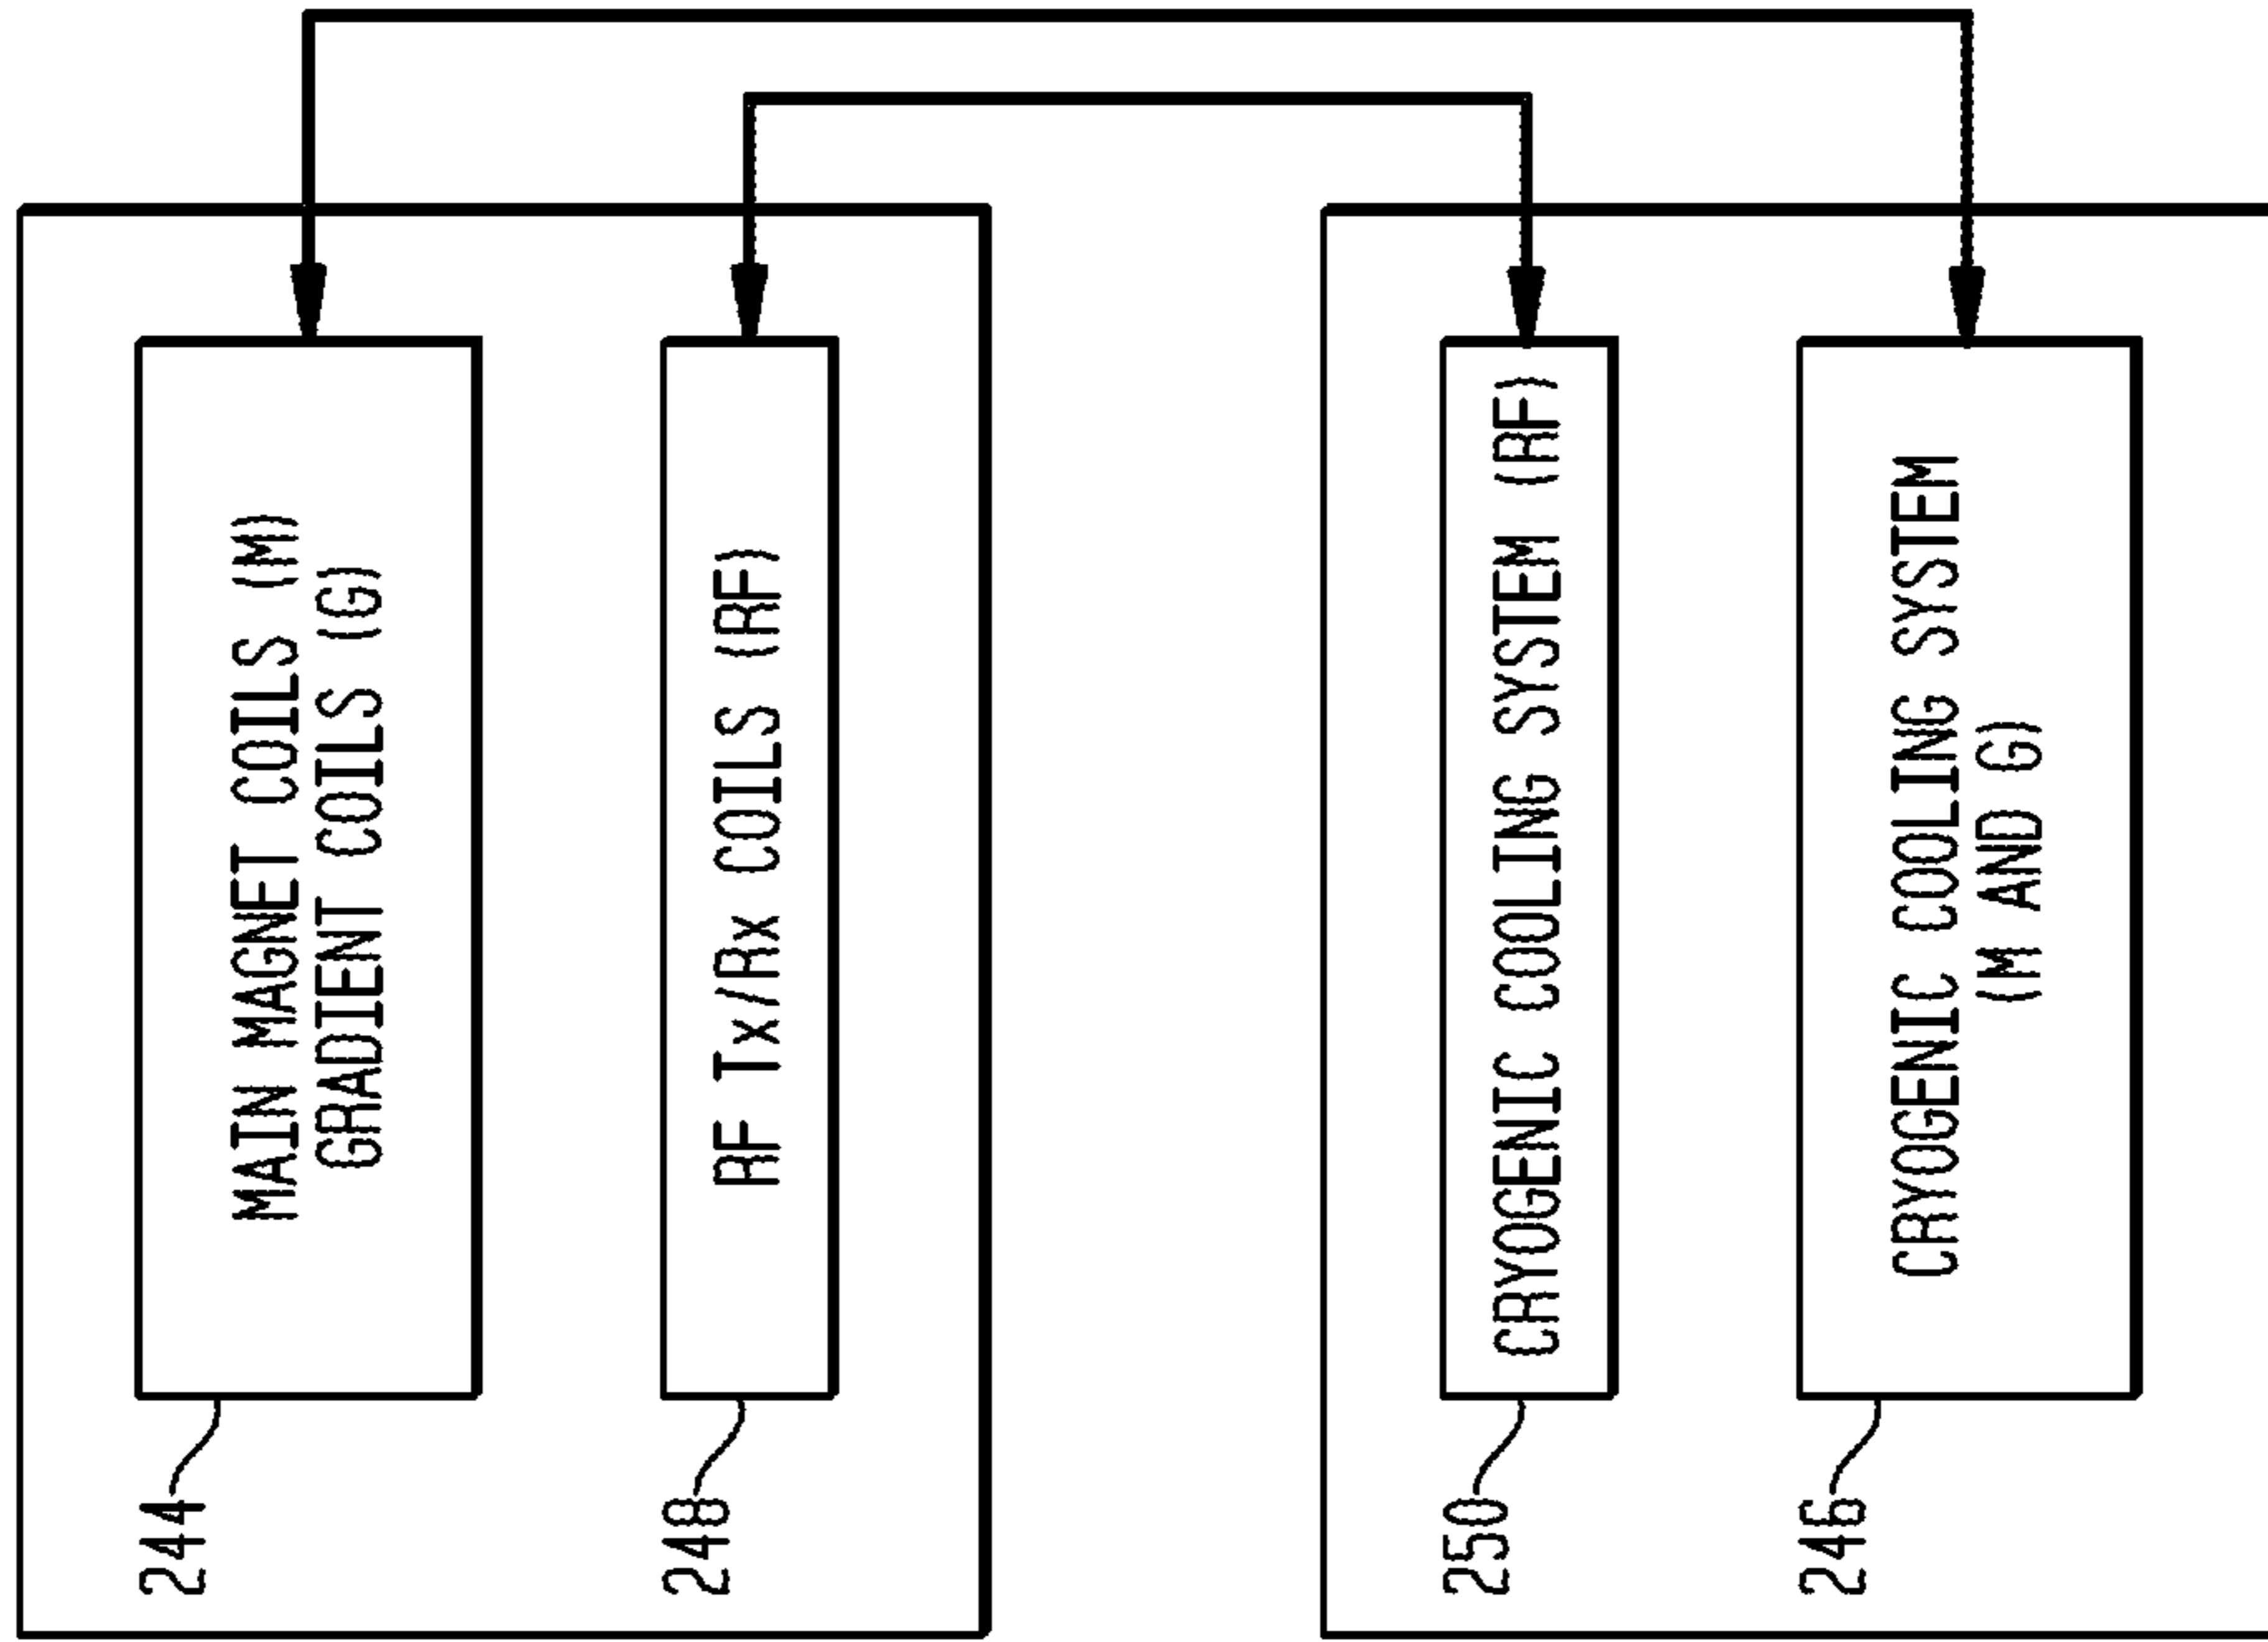 244
MAIN MAGNET COILS (M)
GRADIENT COILS (G)
248
RF Tx/Rx COILS (RF)
250
CRYOGENIC COOLING SYSTEM (RF)
246
CRYOGENIC COOLING SYSTEM
(M AND G)